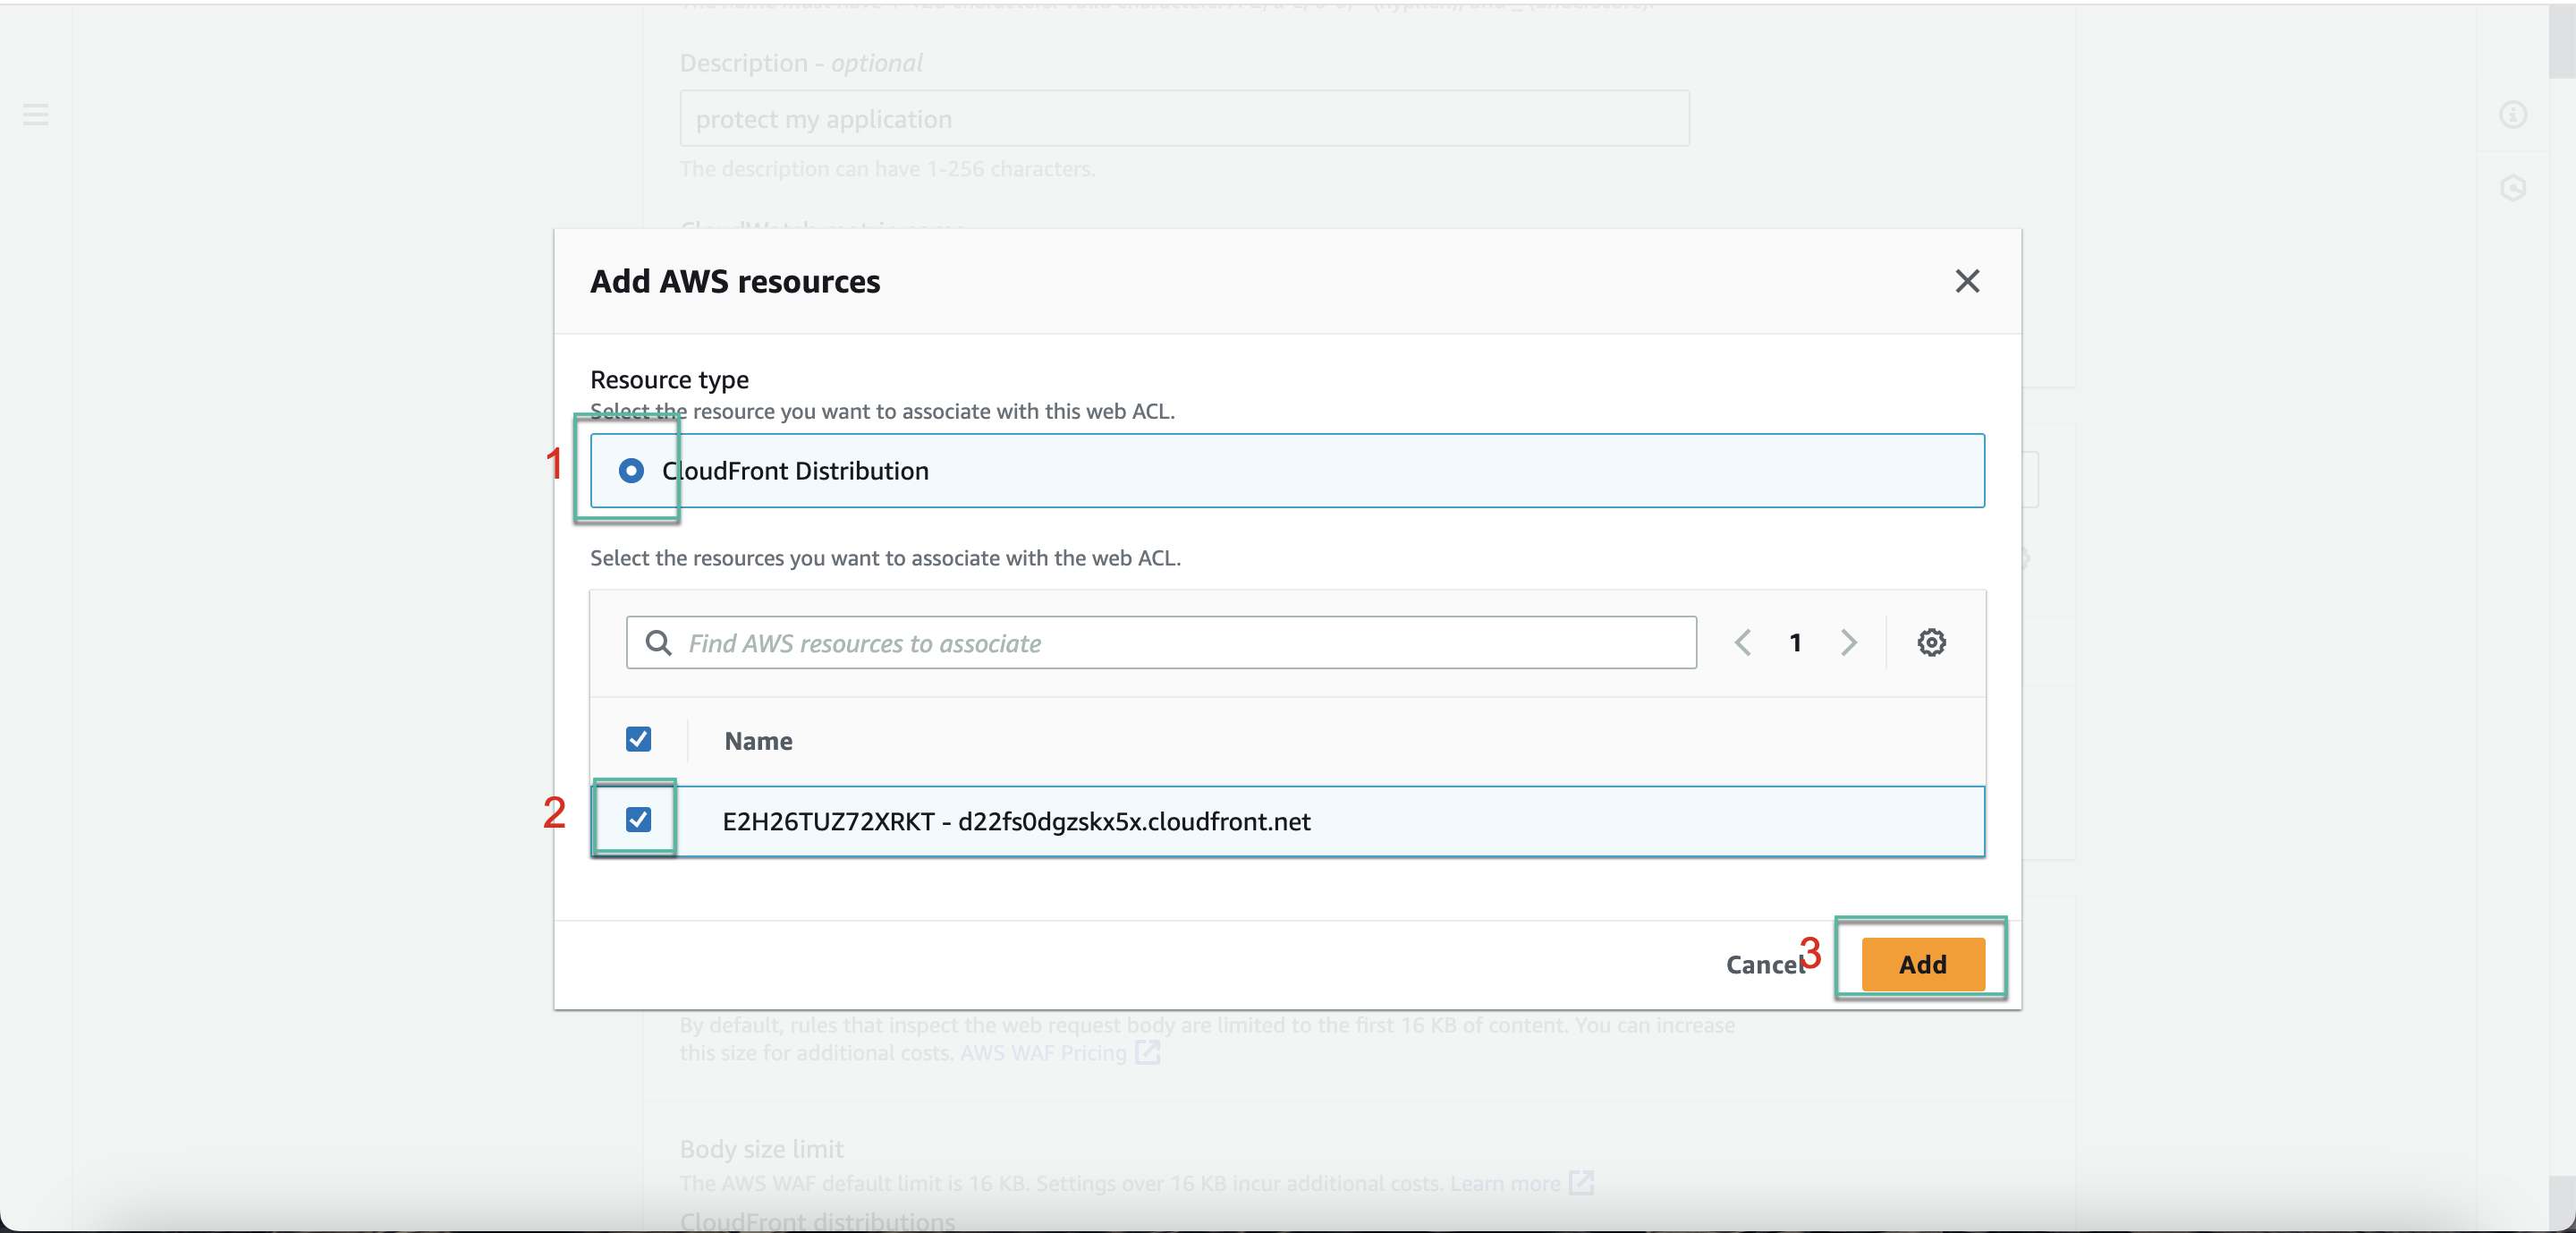 Description - optional
protect my application
The description can have 1-256 characters.
Add AWS resources
Resource type
Select the resource you want to associate with this web ACL.
1
CloudFront Distribution
Select the resources you want to associate with the web ACL.
Find AWS resources to associate
1
Name
2
E2H26TUZ72XRKT - d22fs0dgzskx5x.cloudfront.net
Cancel
3
Add
By default, rules that inspect the web request body are limited to the first 16 KB of content. You can increase
this size for additional costs. AWS WAF Pricing
Body size limit
The AWS WAF default limit is 16 KB. Settings over 16 KB incur additional costs. Learn more
CloudFront distributions